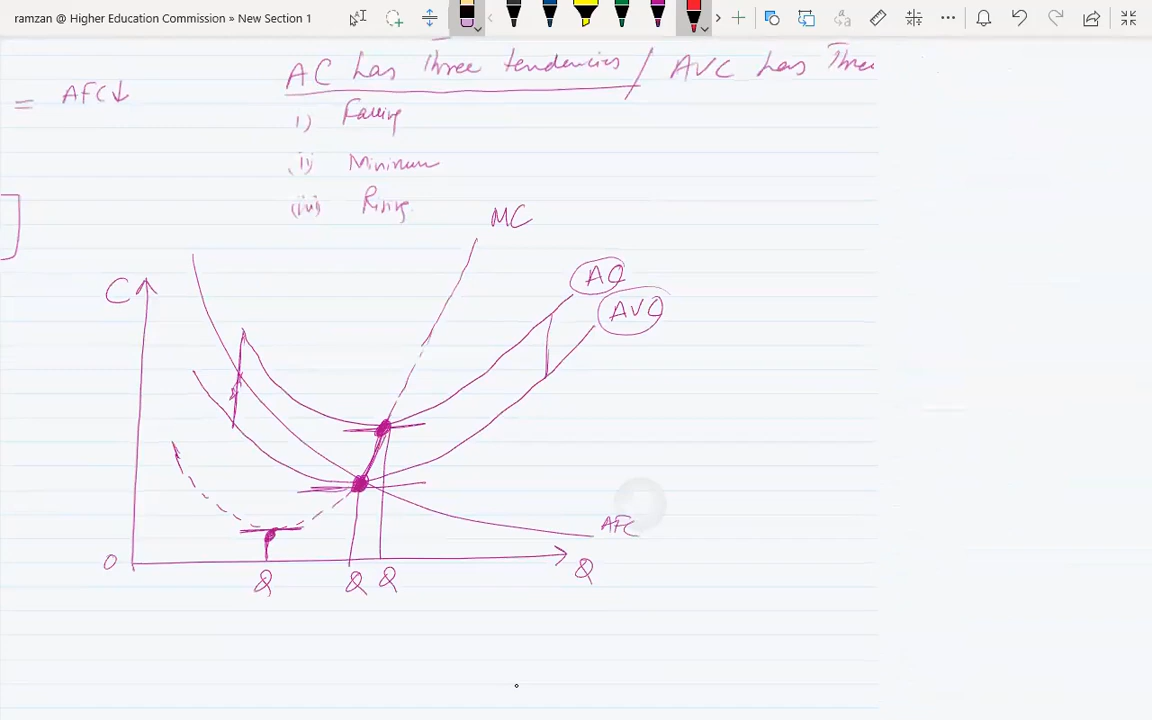 ramzan @ Higher Education Commission » New Section 1
AC has Three tendencies / AVC has Three
= AFC↓
i) Falling
(ii) Minimum
(iii) Rising
MC
C
AC
AVC
AFC
O
Q Q Q Q